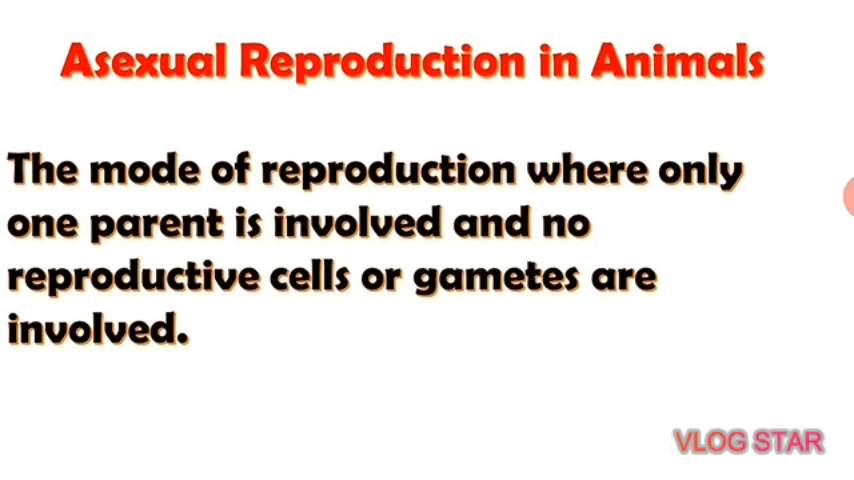 Asexual Reproduction in Animals
The mode of reproduction where only
one parent is involved and no
reproductive cells or gametes are
involved.
VLOG STAR